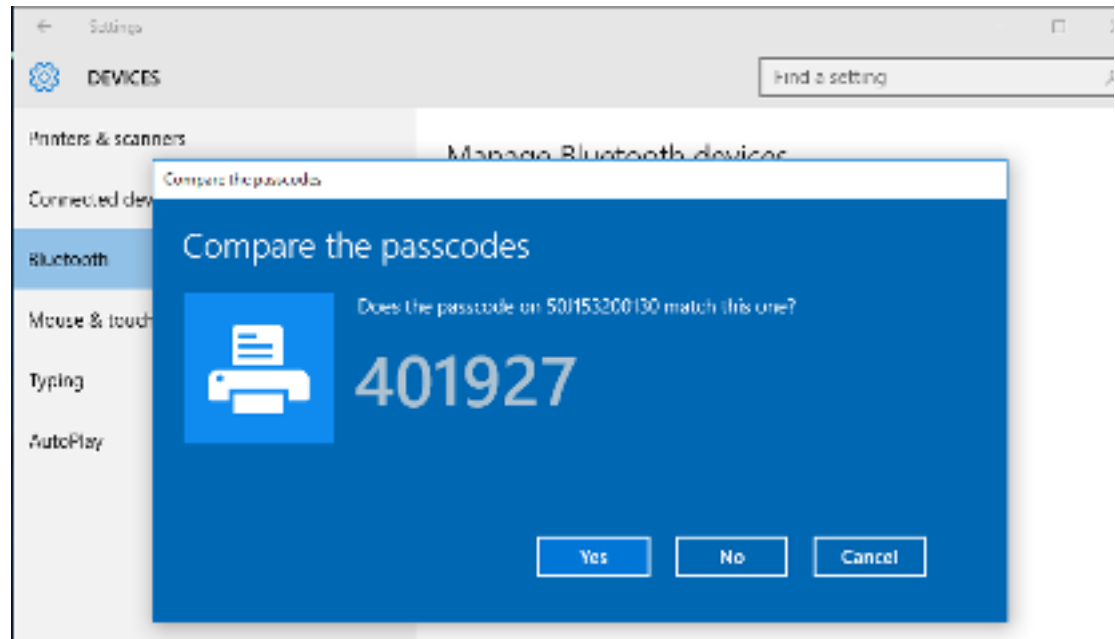 Settings
DEVICES
Find a setting
Printers & scanners
Manage Bluetooth devices
Connected dev
Bluetooth
Mouse & touch
Typing
AutoPlay
Compare the passcodes
Compare the passcodes
Does the passcode on 50J153200130 match this one?
401927
Yes
No
Cancel